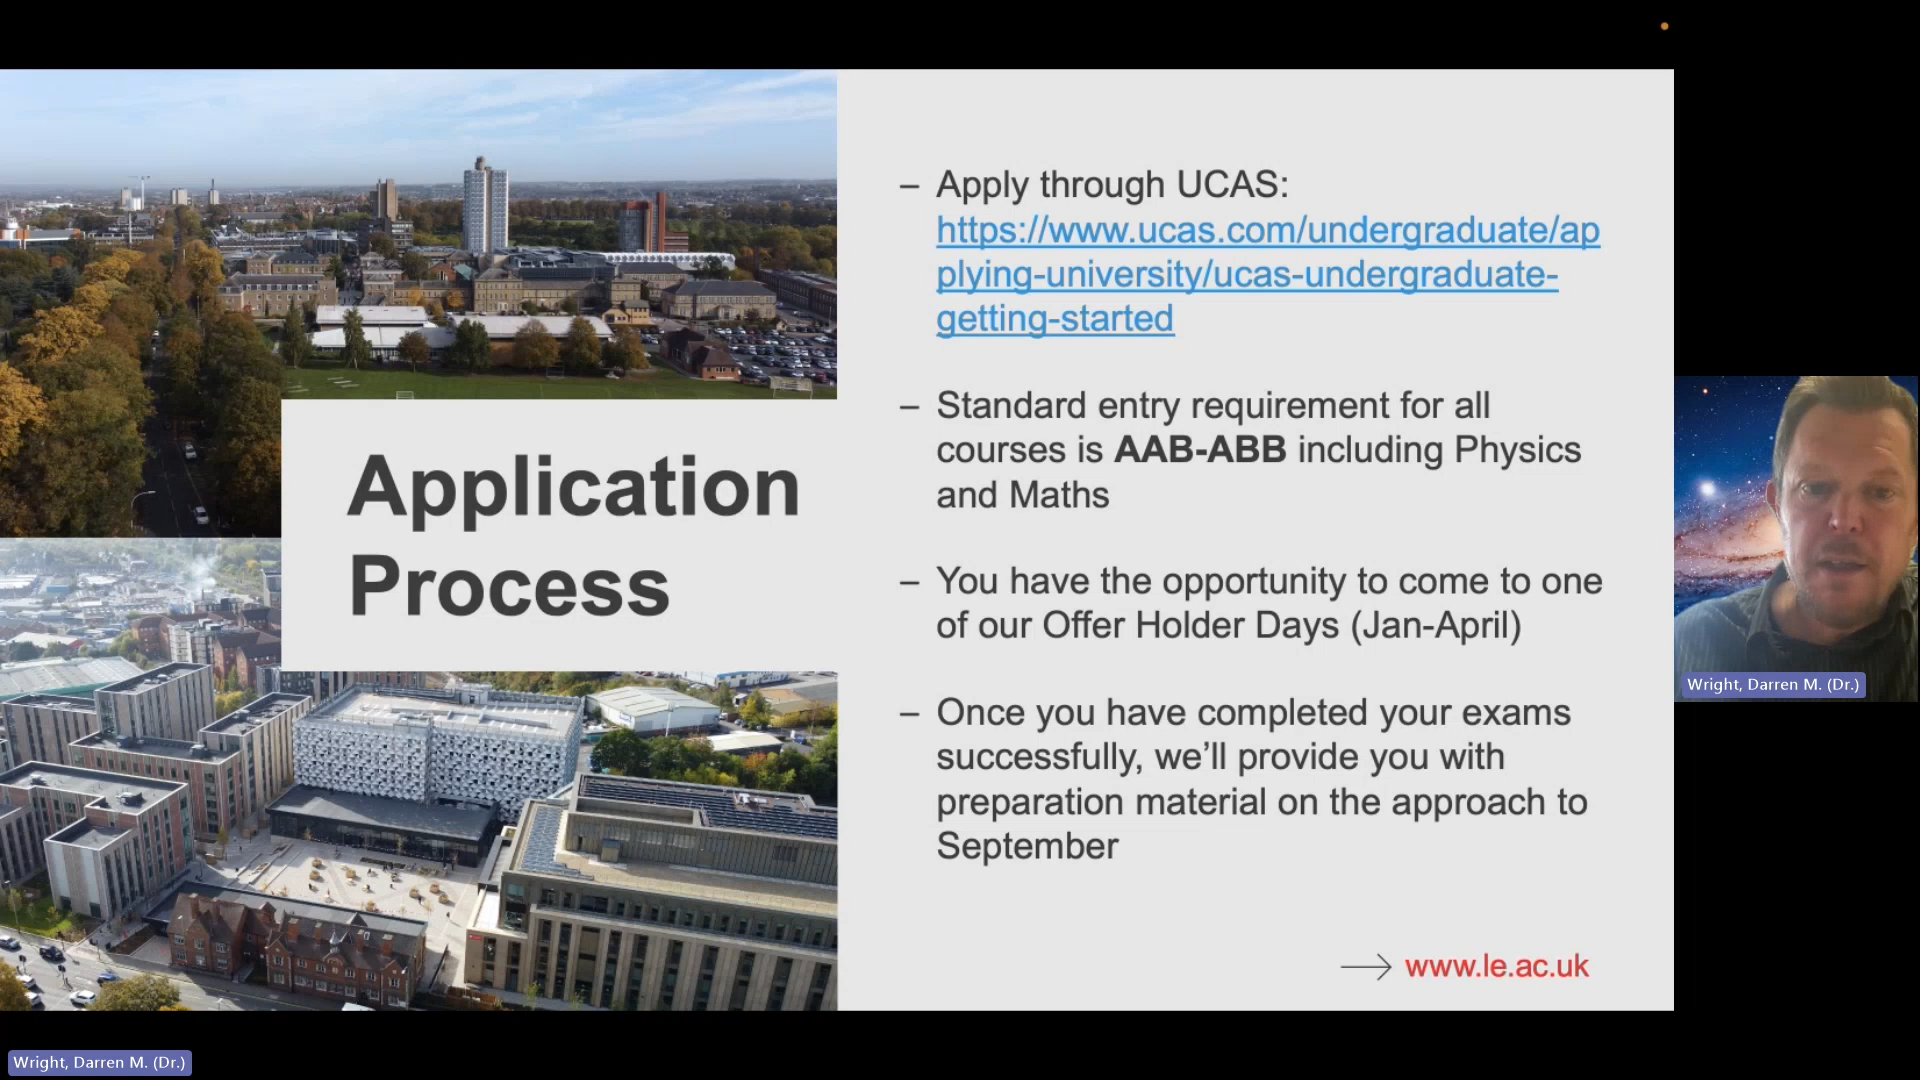 Application
Process
– Apply through UCAS:
https://www.ucas.com/undergraduate/ap
plying-university/ucas-undergraduate-
getting-started
– Standard entry requirement for all
courses is AAB-ABB including Physics
and Maths
– You have the opportunity to come to one
of our Offer Holder Days (Jan-April)
– Once you have completed your exams
successfully, we’ll provide you with
preparation material on the approach to
September
www.le.ac.uk
Wright, Darren M. (Dr.)
Wright, Darren M. (Dr.)